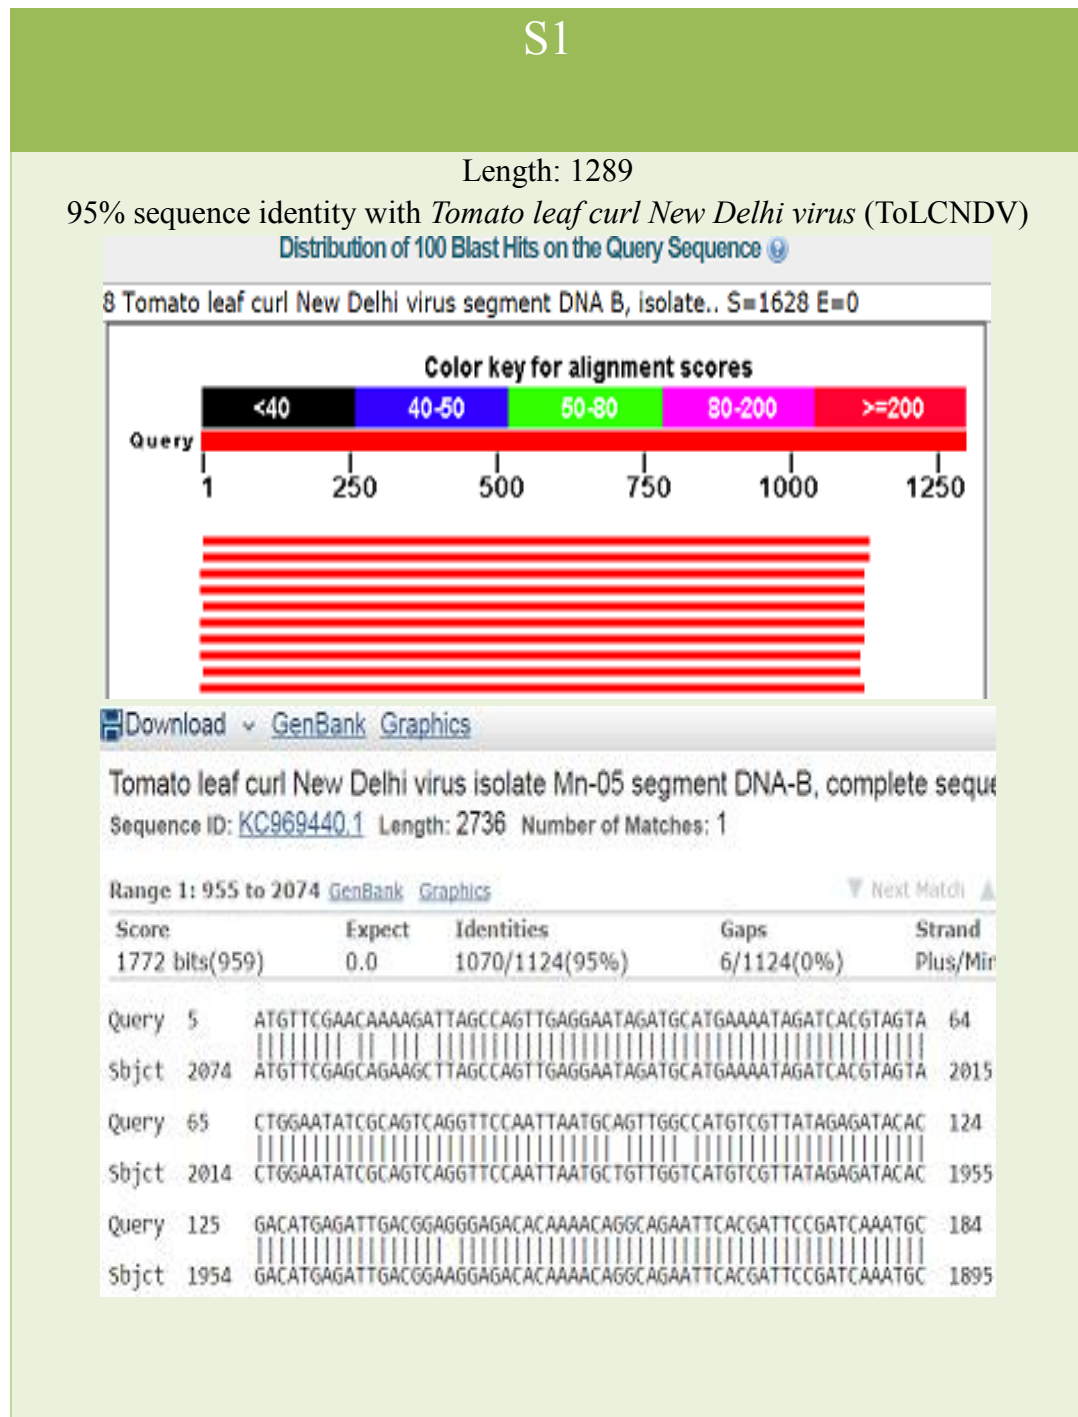 S1
Length: 1289
95% sequence identity with Tomato leaf curl New Delhi virus (ToLCNDV)
Distribution of 100 Blast Hits on the Query Sequence
8 Tomato leaf curl New Delhi virus segment DNA B, isolate.. S=1628 E=0
Color key for alignment scores
<40 40-50 50-80 80-200 >=200
Query
1 250 500 750 1000 1250
Download GenBank Graphics
Tomato leaf curl New Delhi virus isolate Mn-05 segment DNA-B, complete seque
Sequence ID: KC969440.1 Length: 2736 Number of Matches: 1
Range 1: 955 to 2074 GenBank Graphics Next Match
Score Expect Identities Gaps Strand
1772 bits(959) 0.0 1070/1124(95%) 6/1124(0%) Plus/Min
Query 5 ATGTTCGAACAAAAGATTAGCCAGTTGAGGAATAGATGCATGAAAATAGATCACGTAGTA 64
Sbjct 2074 ATGTTCGAGCAGAAGCTTAGCCAGTTGAGGAATAGATGCATGAAAATAGATCACGTAGTA 2015
Query 65 CTGGAATATCGCAGTCAGGTTCCAATTAATGCAGTTGGCCATGTCGTTATAGAGATACAC 124
Sbjct 2014 CTGGAATATCGCAGTCAGGTTCCAATTAATGCTGTTGGTCATGTCGTTATAGAGATACAC 1955
Query 125 GACATGAGATTGACGGAGGGAGACACAAAACAGGCAGAATTCACGATTCCGATCAAATGC 184
Sbjct 1954 GACATGAGATTGACGGAAGGAGACACAAAACAGGCAGAATTCACGATTCCGATCAAATGC 1895